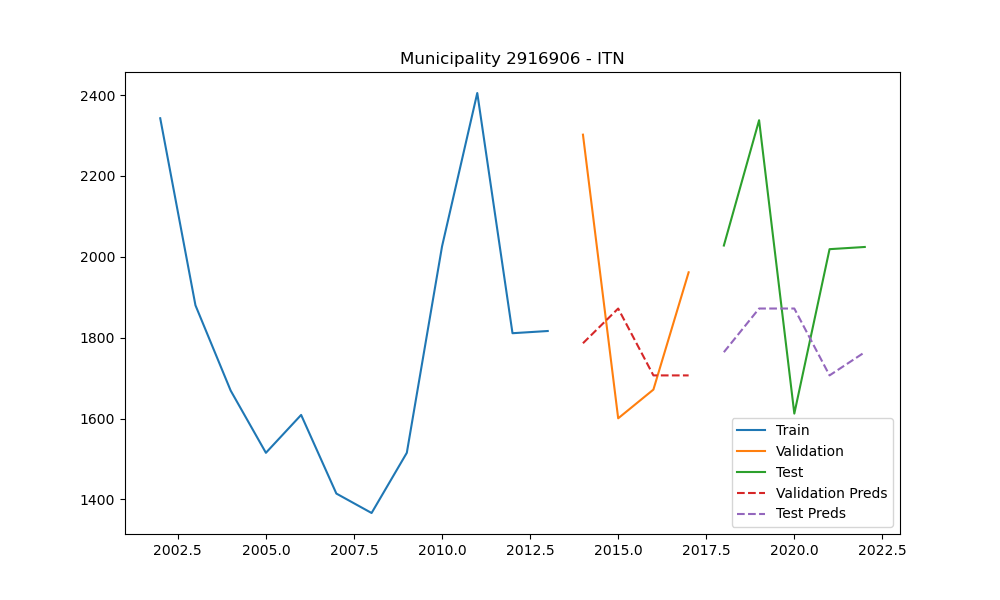 Municipality 2916906 - ITN
2400
2200
2000
1800
1600
1400
2002.5 2005.0 2007.5 2010.0 2012.5 2015.0 2017.5 2020.0 2022.5
Train
Validation
Test
Validation Preds
Test Preds